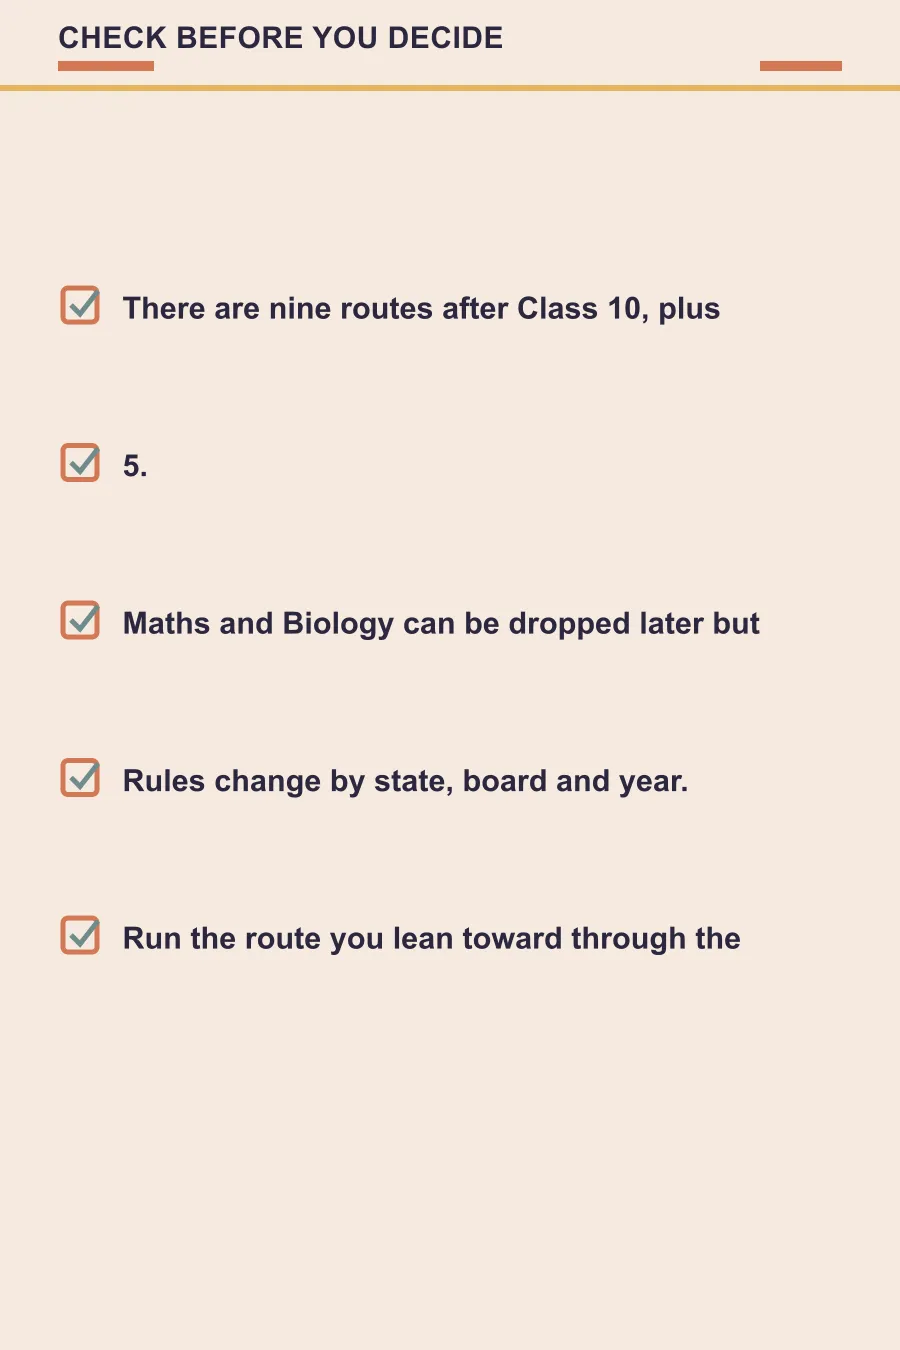 CHECK BEFORE YOU DECIDE
There are nine routes after Class 10, plus
5.
Maths and Biology can be dropped later but
Rules change by state, board and year.
Run the route you lean toward through the